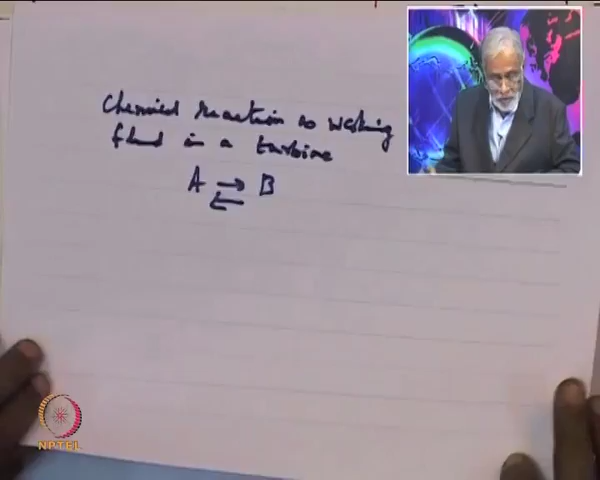 Chemical reaction as working
fluid in a turbine
A ⇌ B
NPTEL